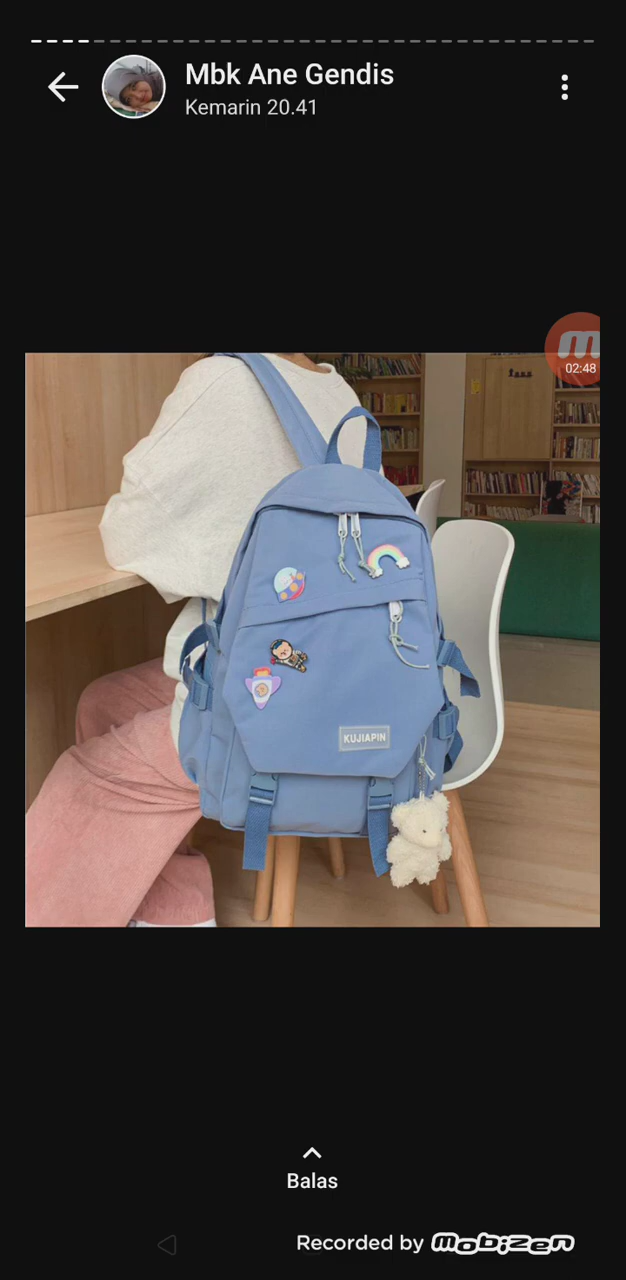 Mbk Ane Gendis
Kemarin 20.41
02:48
KUJIAPIN
Balas
Recorded by mobizen